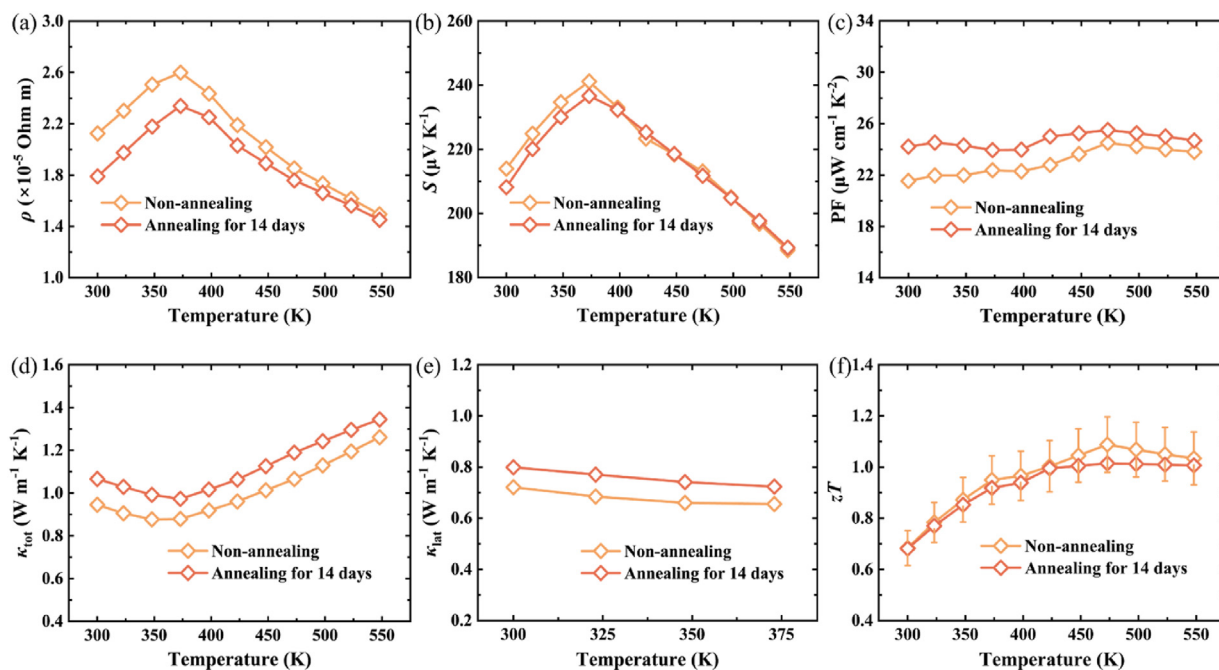 (a)
3.0
2.6
2.2
1.8
1.4
1.0
ρ (×10⁻⁵ Ohm m)
Non-annealing
Annealing for 14 days
300 350 400 450 500 550
Temperature (K)
(b)
260
240
220
200
180
S (μV K⁻¹)
Non-annealing
Annealing for 14 days
300 350 400 450 500 550
Temperature (K)
(c)
34
30
26
22
18
14
PF (μW cm⁻¹ K⁻²)
Non-annealing
Annealing for 14 days
300 350 400 450 500 550
Temperature (K)
(d)
1.6
1.4
1.2
1.0
0.8
0.6
0.4
κtot (W m⁻¹ K⁻¹)
Non-annealing
Annealing for 14 days
300 350 400 450 500 550
Temperature (K)
(e)
1.2
1.0
0.8
0.6
0.4
0.2
κlat (W m⁻¹ K⁻¹)
Non-annealing
Annealing for 14 days
300 325 350 375
Temperature (K)
(f)
1.4
1.2
1.0
0.8
0.6
0.4
zT
Non-annealing
Annealing for 14 days
300 350 400 450 500 550
Temperature (K)